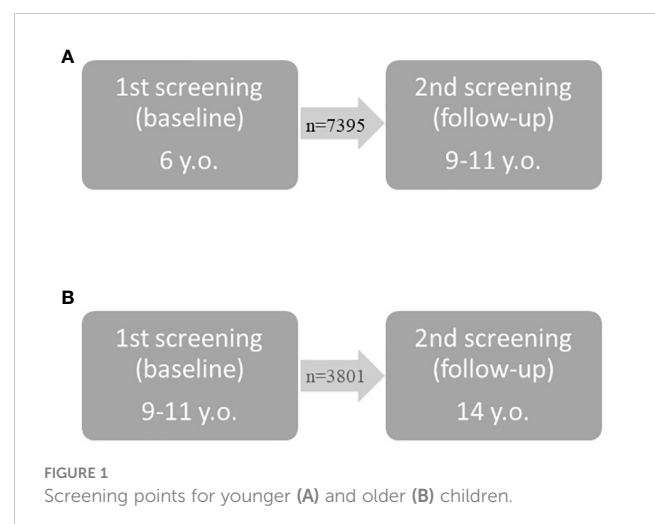 A
1st screening
(baseline)
6 y.o.
n=7395
2nd screening
(follow-up)
9-11 y.o.
B
1st screening
(baseline)
9-11 y.o.
n=3801
2nd screening
(follow-up)
14 y.o.
FIGURE 1
Screening points for younger (A) and older (B) children.